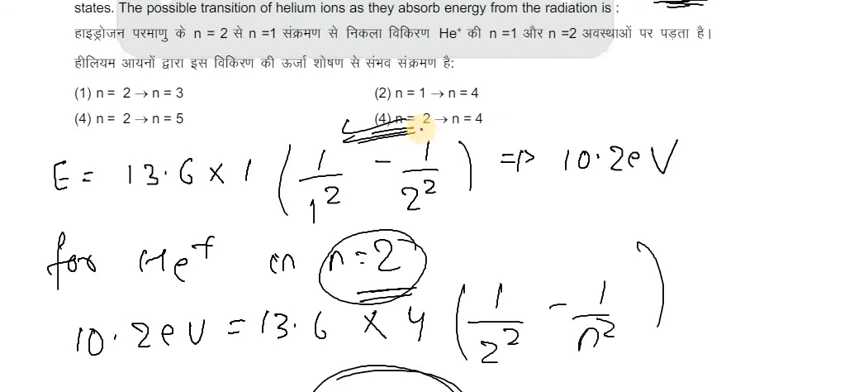 states. The possible transition of helium ions as they absorb energy from the radiation is :
हाइड्रोजन परमाणु के n = 2 से n =1 संक्रमण से निकला विकिरण He⁺ की n =1 और n =2 अवस्थाओं पर पड़ता है।
हीलियम आयनों द्वारा इस विकिरण की ऊर्जा शोषण से संभव संक्रमण है:
(1) n = 2 → n = 3 (2) n = 1 → n = 4
(4) n = 2 → n = 5 (4) n = 2 → n = 4
E = 13.6 × 1 (1/1² - 1/2²) => 10.2eV
for He⁺ en n=2
10.2eV = 13.6 × 4 (1/2² - 1/n²)